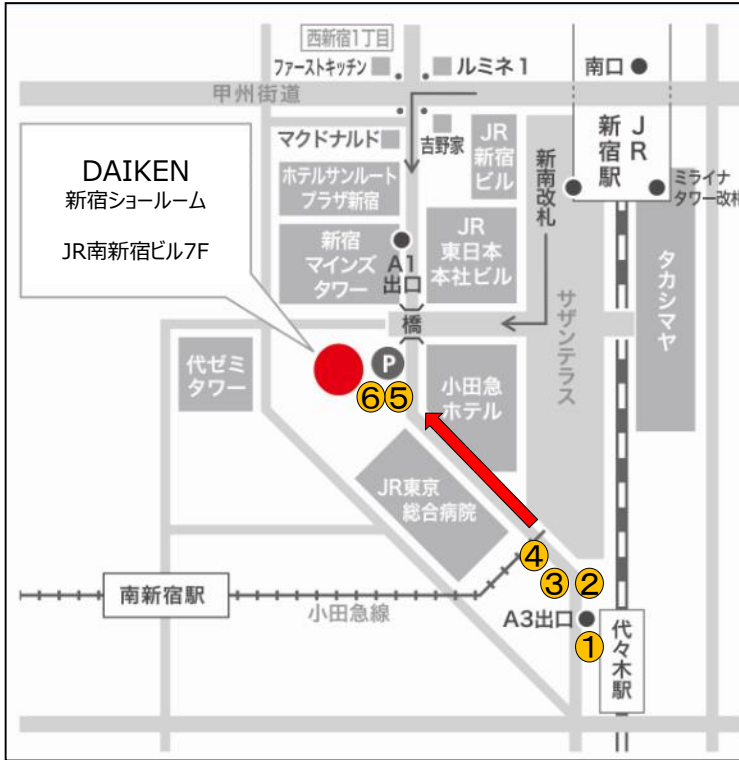 西新宿1丁目
ファーストキッチン
ルミネ1
南口
甲州街道
マクドナルド
吉野家
JR
新宿
ビル
新南改札
JR
新宿駅
ミライナ
タワー改札
DAIKEN
新宿ショールーム
JR南新宿ビル7F
ホテルサンルート
プラザ新宿
新宿
マインズ
タワー
A1
出口
JR
東日本
本社ビル
サザンテラス
タカシマヤ
橋
代ゼミ
タワー
P
⑥⑤
小田急
ホテル
JR東京
総合病院
④
③
②
南新宿駅
小田急線
A3出口
①
代々木駅